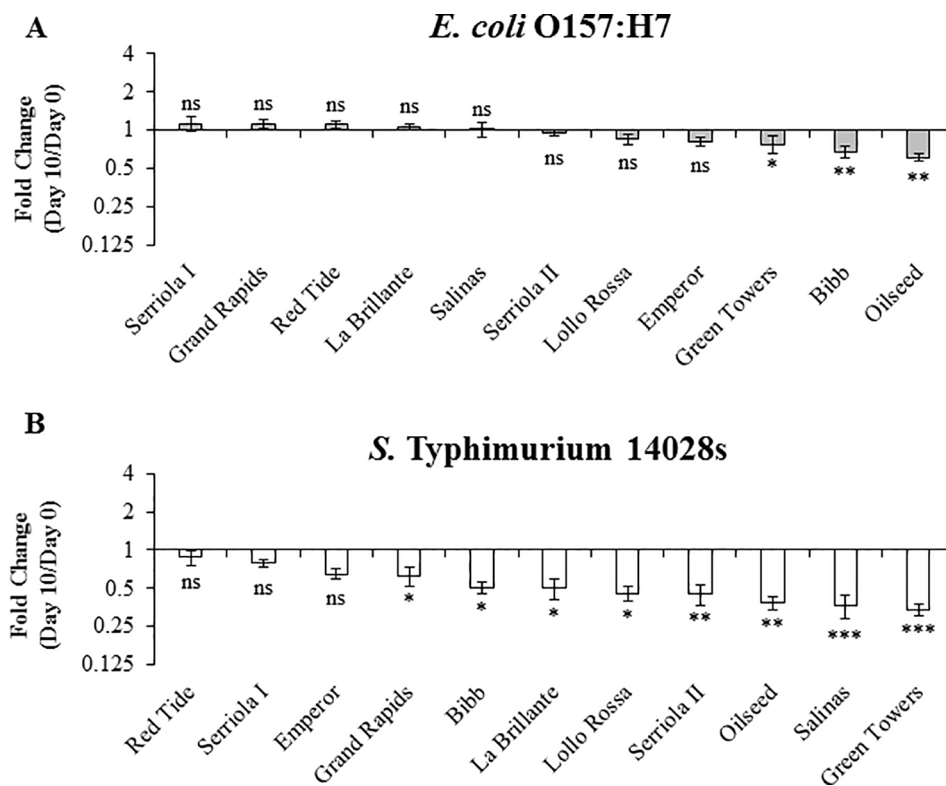 A
E. coli O157:H7
Fold Change
(Day 10/Day 0)
4
2
1
0.5
0.25
0.125
ns ns ns ns ns ns ns ns * ** **
Serriola I
Grand Rapids
Red Tide
La Brillante
Salinas
Serriola II
Lollo Rossa
Emperor
Green Towers
Bibb
Oilseed
B
S. Typhimurium 14028s
Fold Change
(Day 10/Day 0)
4
2
1
0.5
0.25
0.125
ns ns ns * * * * ** ** *** ***
Red Tide
Serriola I
Emperor
Grand Rapids
Bibb
La Brillante
Lollo Rossa
Serriola II
Oilseed
Salinas
Green Towers